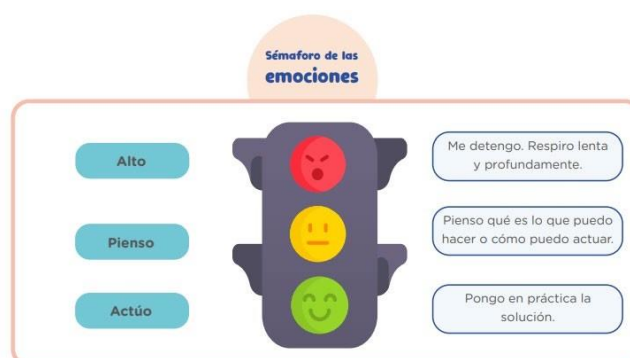 Sémaforo de las
emociones
Alto
Me detengo. Respiro lenta
y profundamente.
Pienso
Pienso qué es lo que puedo
hacer o cómo puedo actuar.
Actúo
Pongo en práctica la
solución.